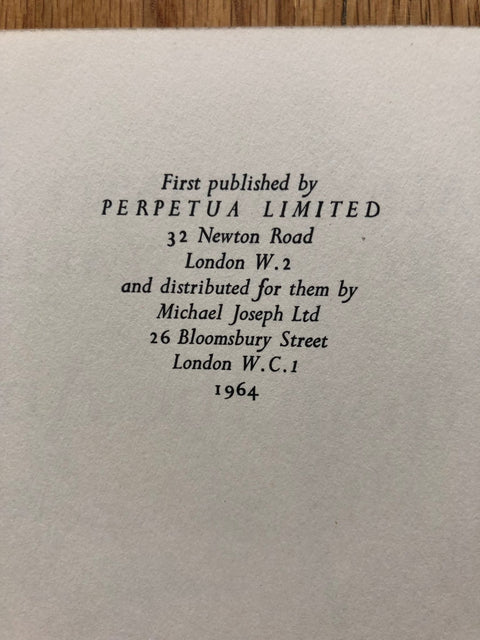 First published by
PERPETUA LIMITED
32 Newton Road
London W.2
and distributed for them by
Michael Joseph Ltd
26 Bloomsbury Street
London W.C.1
1964